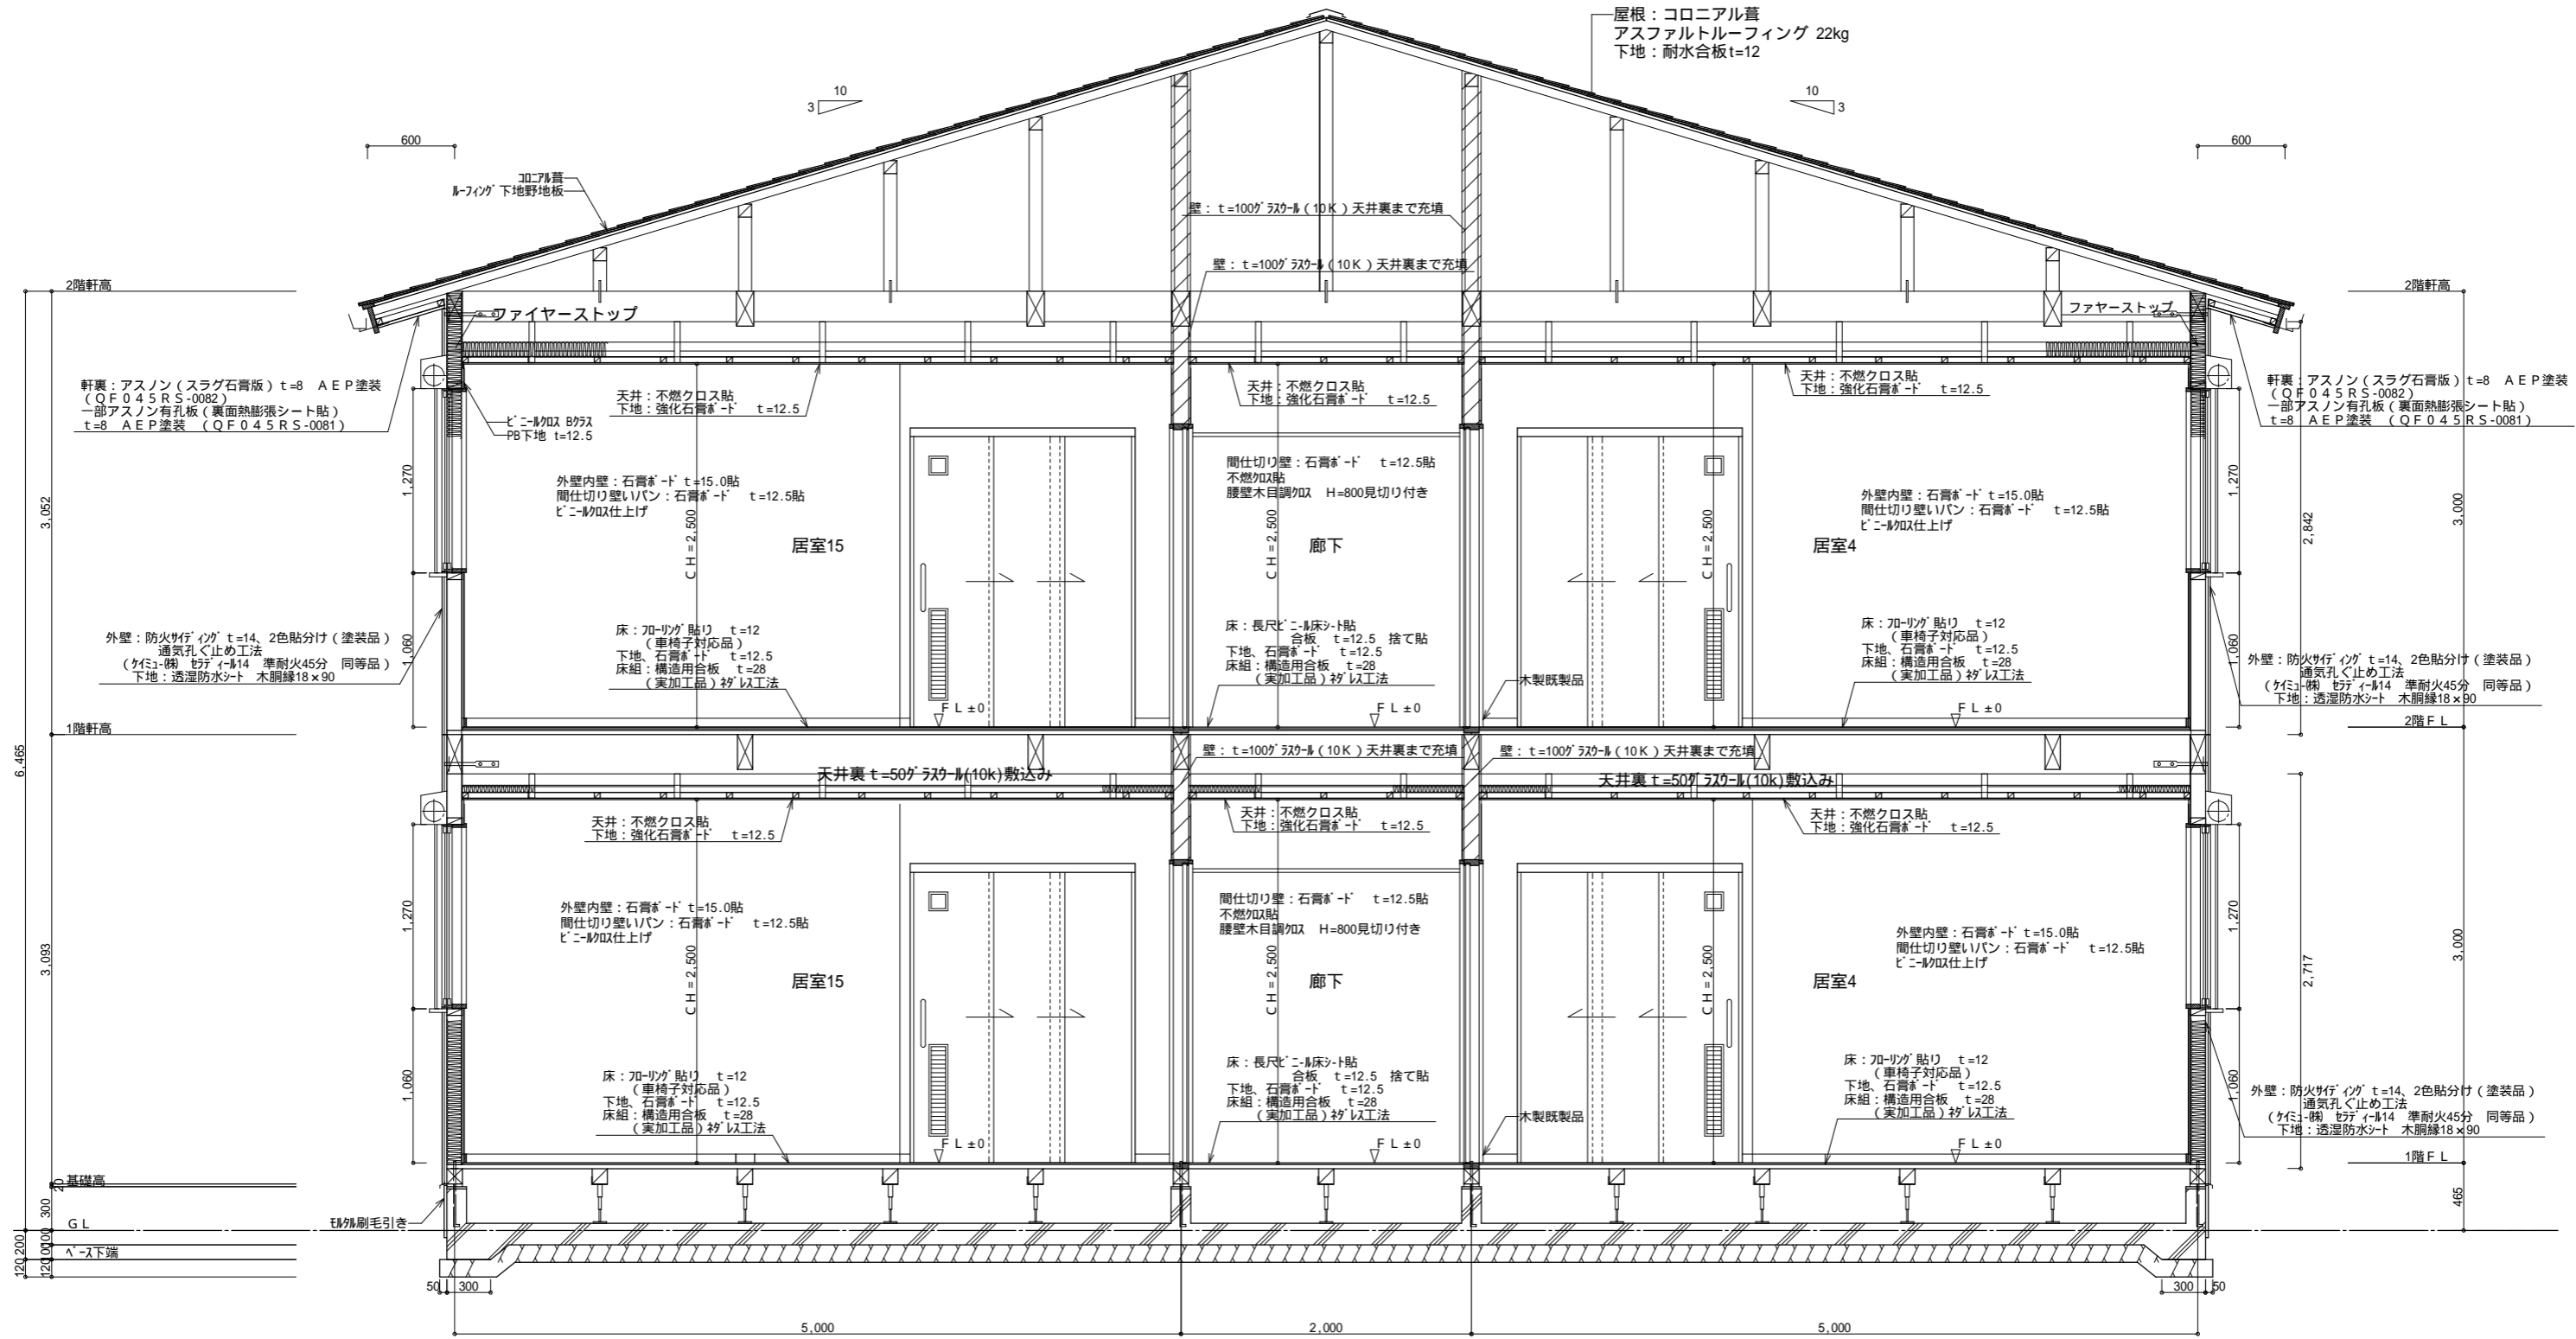 屋根：コロニアル葺
アスファルトルーフィング 22kg
下地：耐水合板t=12
10
3
10
3
600
600
ｺﾛﾆｱﾙ葺
ﾙｰﾌｨﾝｸﾞ 下地野地板
壁：t=100ｸﾞﾗｽｳｰﾙ（10K）天井裏まで充填
壁：t=100ｸﾞﾗｽｳｰﾙ（10K）天井裏まで充填
2階軒高
2階軒高
ファイヤーストップ
ファヤーストップ
軒裏：アスノン（スラグ石膏版）t=8 AEP塗装
（QF045RS-0082）
一部アスノン有孔板（裏面熱膨張シート貼）
t=8 AEP塗装 （QF045RS-0081）
ﾋﾞﾆｰﾙｸﾛｽ Bｸﾗｽ
PB下地 t=12.5
天井：不燃クロス貼
下地：強化石膏ﾎﾞｰﾄﾞ t=12.5
天井：不燃クロス貼
下地：強化石膏ﾎﾞｰﾄﾞ t=12.5
天井：不燃クロス貼
下地：強化石膏ﾎﾞｰﾄﾞ t=12.5
軒裏：アスノン（スラグ石膏版）t=8 AEP塗装
（QF045RS-0082）
一部アスノン有孔板（裏面熱膨張シート貼）
t=8 AEP塗装 （QF045RS-0081）
外壁内壁：石膏ﾎﾞｰﾄﾞ t=15.0貼
間仕切り壁いパン：石膏ﾎﾞｰﾄﾞ t=12.5貼
ﾋﾞﾆｰﾙｸﾛｽ仕上げ
間仕切り壁：石膏ﾎﾞｰﾄﾞ t=12.5貼
不燃ｸﾛｽ貼
腰壁木目調ｸﾛｽ H=800見切り付き
外壁内壁：石膏ﾎﾞｰﾄﾞ t=15.0貼
間仕切り壁いパン：石膏ﾎﾞｰﾄﾞ t=12.5貼
ﾋﾞﾆｰﾙｸﾛｽ仕上げ
3,052
1,270
CH=2,500
居室15
CH=2,500
廊下
CH=2,500
居室4
1,270
2,842
3,000
外壁：防火ｻｲﾃﾞｨﾝｸﾞ t=14、2色貼分け（塗装品）
通気孔ぐ止め工法
（ｹｲﾐｭｰ㈱ ｾﾗﾃﾞｨｰﾙ14 準耐火45分 同等品）
下地：透湿防水ｼｰﾄ 木胴縁18×90
1,060
床：ﾌﾛｰﾘﾝｸﾞ貼り t=12
（車椅子対応品）
下地、石膏ﾎﾞｰﾄﾞ t=12.5
床組：構造用合板 t=28
（実加工品）ﾈﾀﾞﾚｽ工法
床：長尺ﾋﾞﾆｰﾙ床ｼｰﾄ貼
合板 t=12.5 捨て貼
下地、石膏ﾎﾞｰﾄﾞ t=12.5
床組：構造用合板 t=28
（実加工品）ﾈﾀﾞﾚｽ工法
木製既製品
床：ﾌﾛｰﾘﾝｸﾞ貼り t=12
（車椅子対応品）
下地、石膏ﾎﾞｰﾄﾞ t=12.5
床組：構造用合板 t=28
（実加工品）ﾈﾀﾞﾚｽ工法
1,060
外壁：防火ｻｲﾃﾞｨﾝｸﾞ t=14、2色貼分け（塗装品）
通気孔ぐ止め工法
（ｹｲﾐｭｰ㈱ ｾﾗﾃﾞｨｰﾙ14 準耐火45分 同等品）
下地：透湿防水ｼｰﾄ 木胴縁18×90
FL±0
FL±0
FL±0
1階軒高
2階FL
6,465
壁：t=100ｸﾞﾗｽｳｰﾙ（10K）天井裏まで充填
壁：t=100ｸﾞﾗｽｳｰﾙ（10K）天井裏まで充填
天井裏t=50ｸﾞﾗｽｳｰﾙ(10k)敷込み
天井裏t=50ｸﾞﾗｽｳｰﾙ(10k)敷込み
天井：不燃クロス貼
下地：強化石膏ﾎﾞｰﾄﾞ t=12.5
天井：不燃クロス貼
下地：強化石膏ﾎﾞｰﾄﾞ t=12.5
天井：不燃クロス貼
下地：強化石膏ﾎﾞｰﾄﾞ t=12.5
外壁内壁：石膏ﾎﾞｰﾄﾞ t=15.0貼
間仕切り壁いパン：石膏ﾎﾞｰﾄﾞ t=12.5貼
ﾋﾞﾆｰﾙｸﾛｽ仕上げ
間仕切り壁：石膏ﾎﾞｰﾄﾞ t=12.5貼
不燃ｸﾛｽ貼
腰壁木目調ｸﾛｽ H=800見切り付き
外壁内壁：石膏ﾎﾞｰﾄﾞ t=15.0貼
間仕切り壁いパン：石膏ﾎﾞｰﾄﾞ t=12.5貼
ﾋﾞﾆｰﾙｸﾛｽ仕上げ
3,093
1,270
CH=2,500
居室15
CH=2,500
廊下
CH=2,500
居室4
1,270
2,717
3,000
1,060
床：ﾌﾛｰﾘﾝｸﾞ貼り t=12
（車椅子対応品）
下地、石膏ﾎﾞｰﾄﾞ t=12.5
床組：構造用合板 t=28
（実加工品）ﾈﾀﾞﾚｽ工法
床：長尺ﾋﾞﾆｰﾙ床ｼｰﾄ貼
合板 t=12.5 捨て貼
下地、石膏ﾎﾞｰﾄﾞ t=12.5
床組：構造用合板 t=28
（実加工品）ﾈﾀﾞﾚｽ工法
木製既製品
床：ﾌﾛｰﾘﾝｸﾞ貼り t=12
（車椅子対応品）
下地、石膏ﾎﾞｰﾄﾞ t=12.5
床組：構造用合板 t=28
（実加工品）ﾈﾀﾞﾚｽ工法
1,060
外壁：防火ｻｲﾃﾞｨﾝｸﾞ t=14、2色貼分け（塗装品）
通気孔ぐ止め工法
（ｹｲﾐｭｰ㈱ ｾﾗﾃﾞｨｰﾙ14 準耐火45分 同等品）
下地：透湿防水ｼｰﾄ 木胴縁18×90
FL±0
FL±0
FL±0
1階FL
基礎高
20
300
465
GL
ﾓﾙﾀﾙ刷毛引き
200
100
100
ﾍﾞｰｽ下端
120
120
50
300
300
50
5,000
2,000
5,000